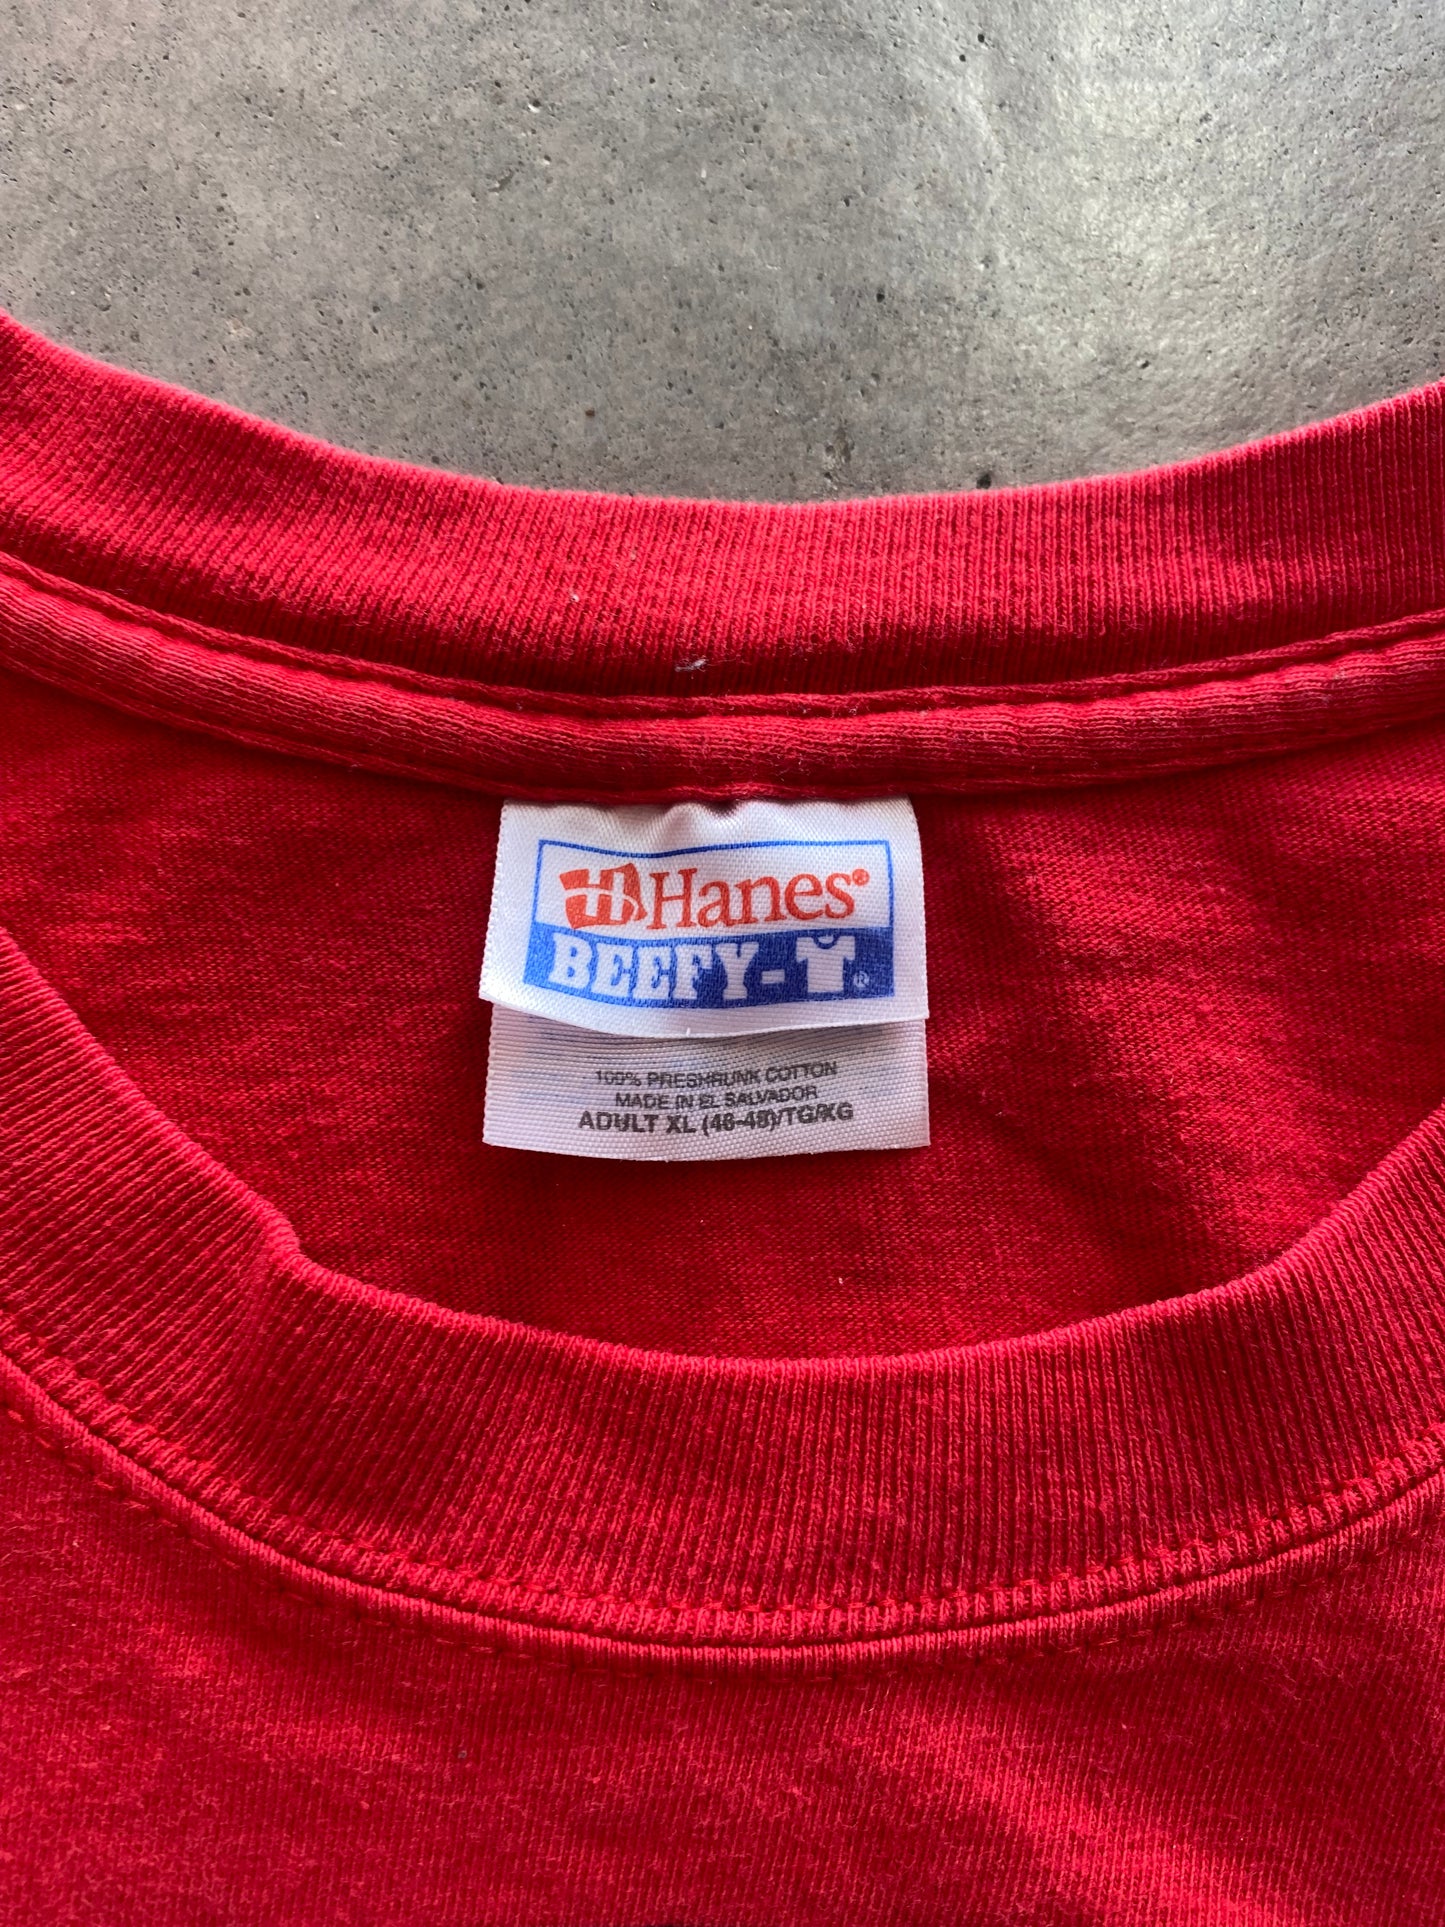 Hanes®
BEEFY-T®
100% PRESHRUNK COTTON
MADE IN EL SALVADOR
ADULT XL (46-48)/TG/XG